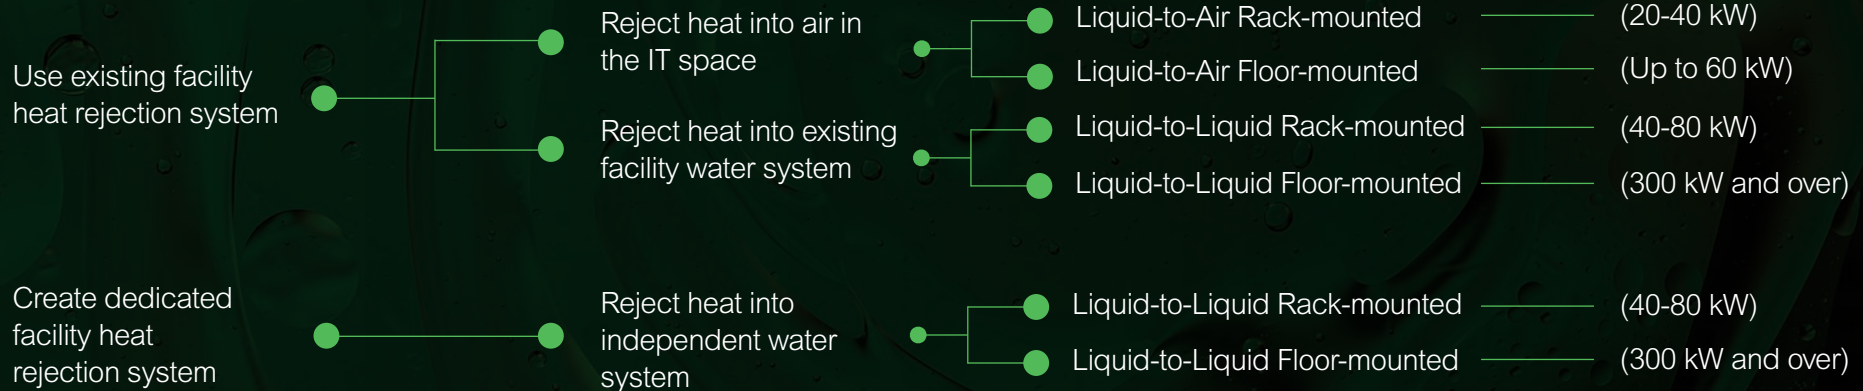 Use existing facility
heat rejection system
Reject heat into air in
the IT space
Liquid-to-Air Rack-mounted
(20-40 kW)
Liquid-to-Air Floor-mounted
(Up to 60 kW)
Reject heat into existing
facility water system
Liquid-to-Liquid Rack-mounted
(40-80 kW)
Liquid-to-Liquid Floor-mounted
(300 kW and over)
Create dedicated
facility heat
rejection system
Reject heat into
independent water
system
Liquid-to-Liquid Rack-mounted
(40-80 kW)
Liquid-to-Liquid Floor-mounted
(300 kW and over)